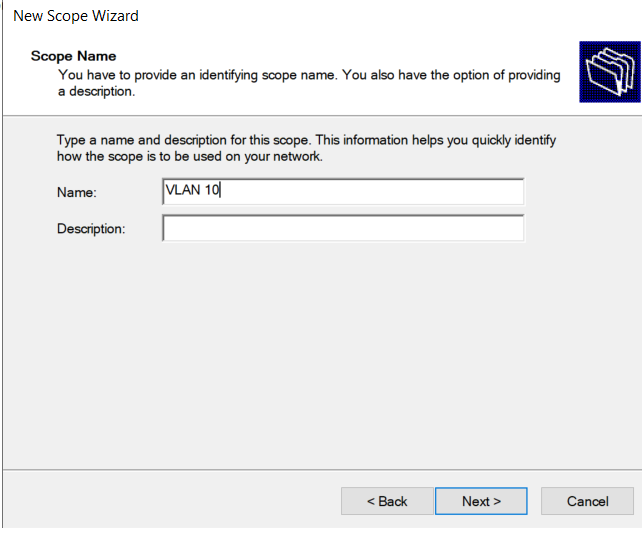 New Scope Wizard
Scope Name
You have to provide an identifying scope name. You also have the option of providing
a description.
Type a name and description for this scope. This information helps you quickly identify
how the scope is to be used on your network.
Name: VLAN 10
Description:
< Back Next > Cancel